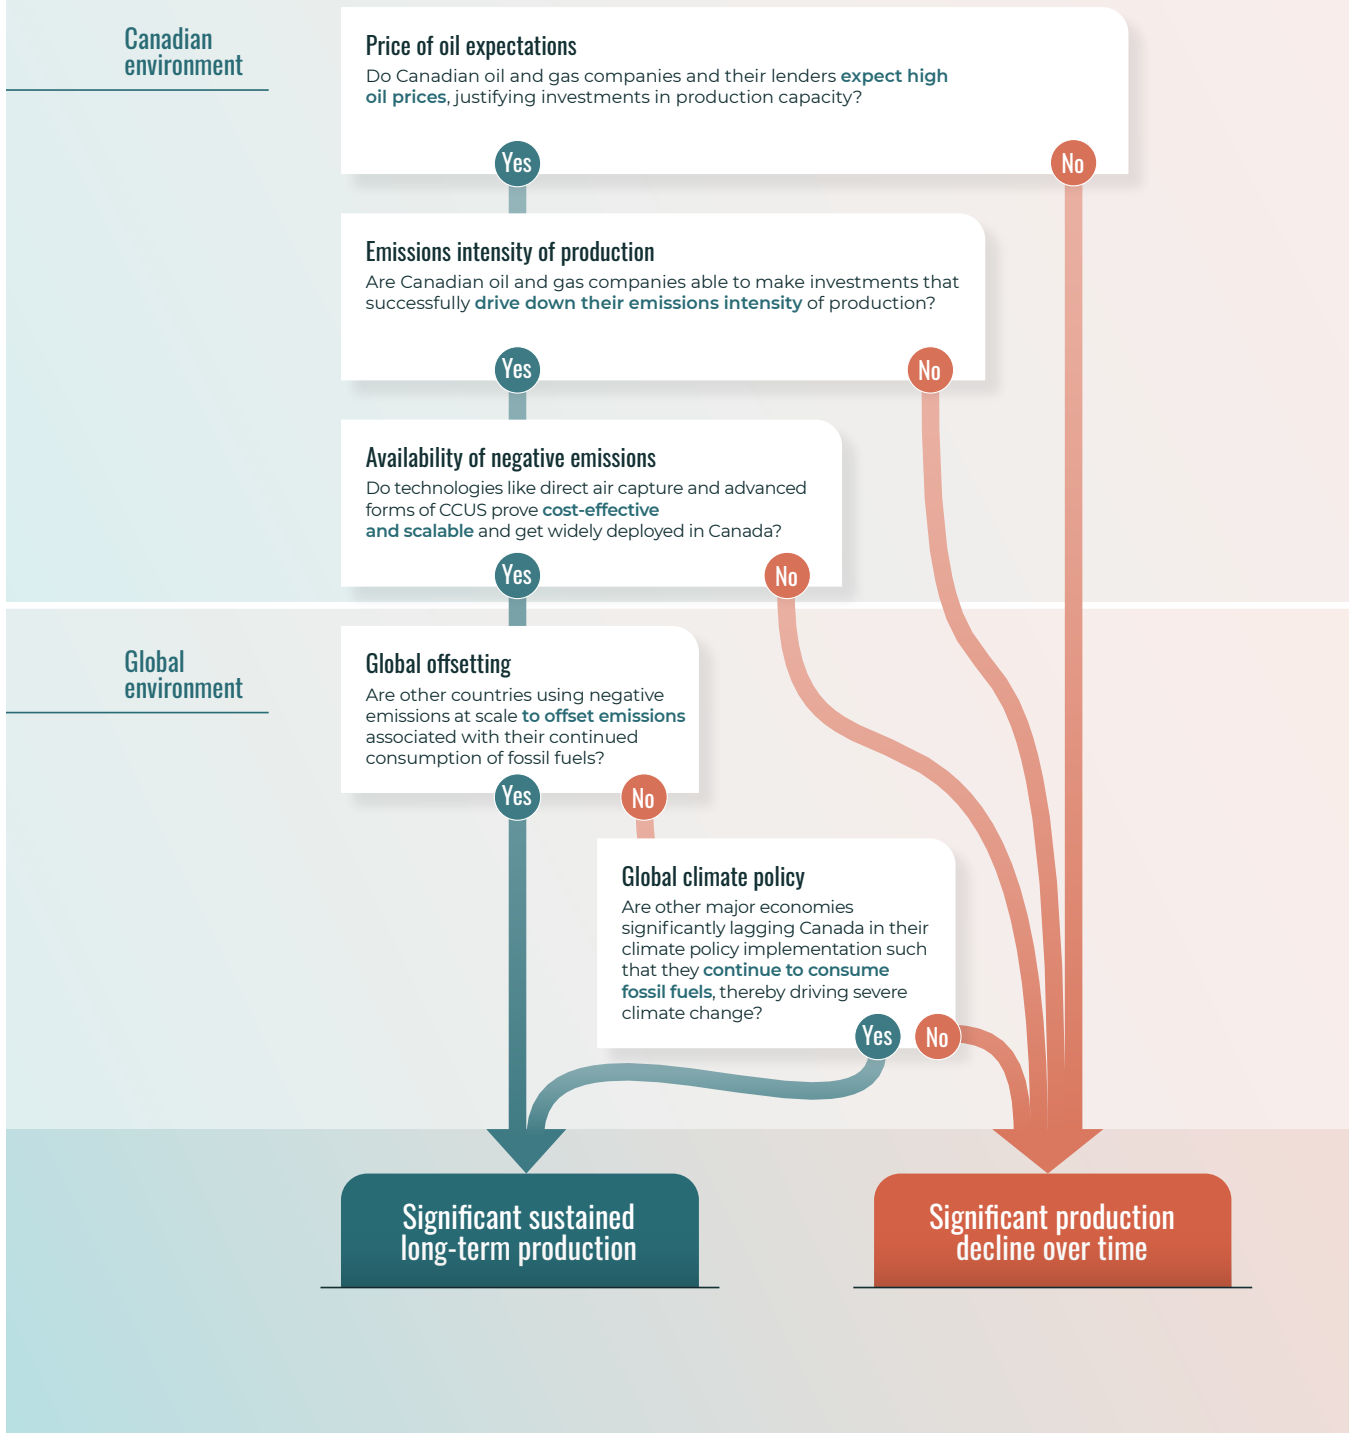 Canadian
environment
Price of oil expectations
Do Canadian oil and gas companies and their lenders expect high
oil prices, justifying investments in production capacity?
Yes
No
Emissions intensity of production
Are Canadian oil and gas companies able to make investments that
successfully drive down their emissions intensity of production?
Yes
No
Availability of negative emissions
Do technologies like direct air capture and advanced
forms of CCUS prove cost-effective
and scalable and get widely deployed in Canada?
Yes
No
Global
environment
Global offsetting
Are other countries using negative
emissions at scale to offset emissions
associated with their continued
consumption of fossil fuels?
Yes
No
Global climate policy
Are other major economies
significantly lagging Canada in their
climate policy implementation such
that they continue to consume
fossil fuels, thereby driving severe
climate change?
Yes
No
Significant sustained
long-term production
Significant production
decline over time